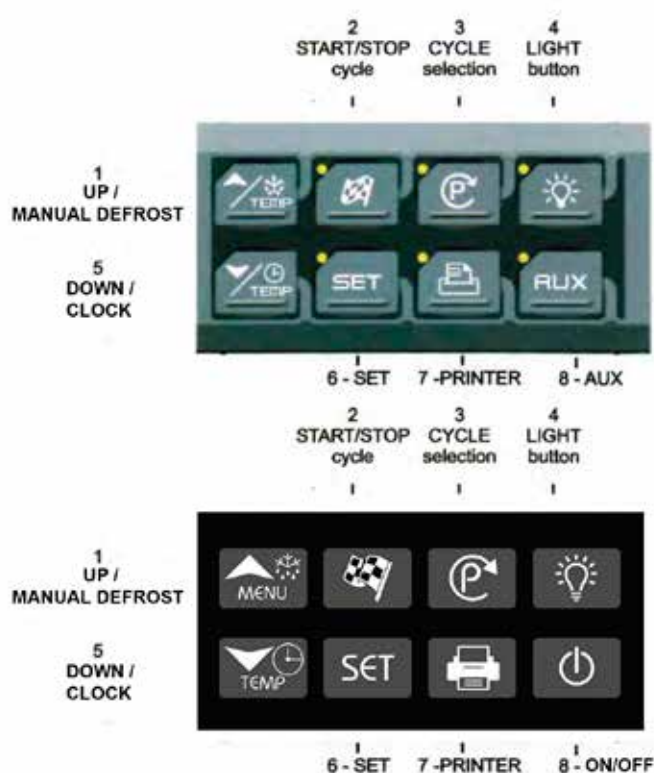 2
START/STOP
cycle
3
CYCLE
selection
4
LIGHT
button
1
UP /
MANUAL DEFROST
TEMP
P
5
DOWN /
CLOCK
TEMP
SET
AUX
6 - SET
7 -PRINTER
8 - AUX
2
START/STOP
cycle
3
CYCLE
selection
4
LIGHT
button
1
UP /
MANUAL DEFROST
MENU
P
5
DOWN /
CLOCK
TEMP
SET
6 - SET
7 -PRINTER
8 - ON/OFF